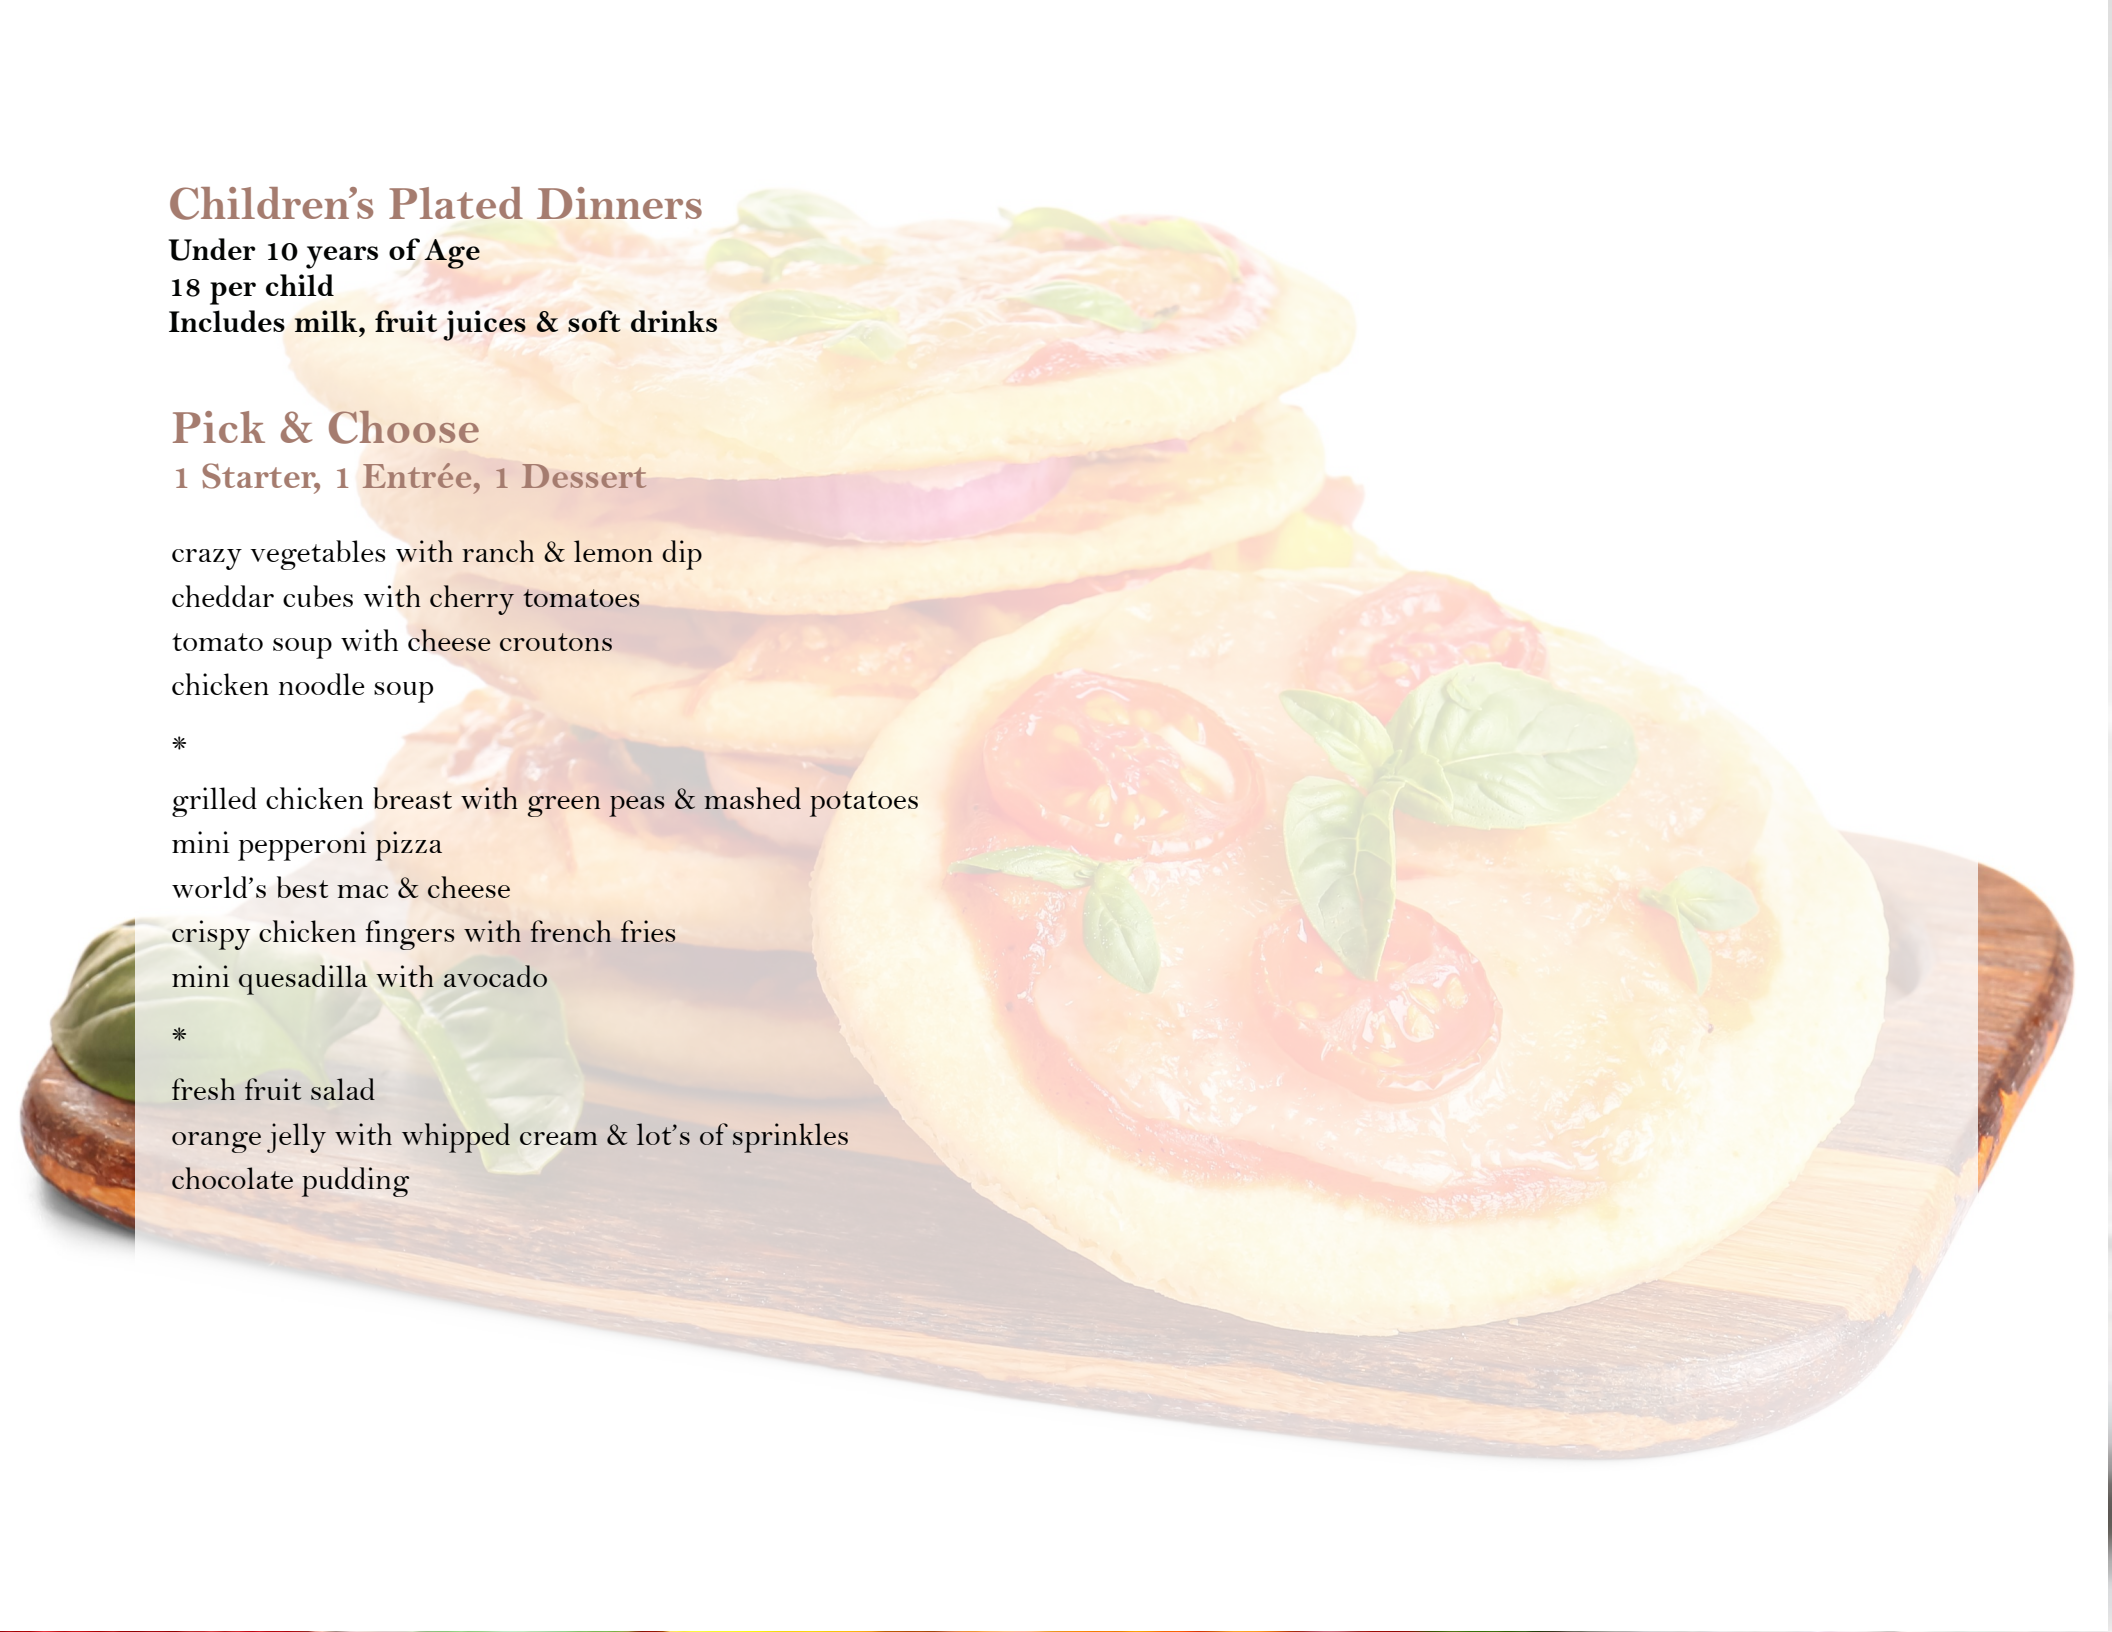 Children’s Plated Dinners
Under 10 years of Age
18 per child
Includes milk, fruit juices & soft drinks
Pick & Choose
1 Starter, 1 Entrée, 1 Dessert
crazy vegetables with ranch & lemon dip
cheddar cubes with cherry tomatoes
tomato soup with cheese croutons
chicken noodle soup
*
grilled chicken breast with green peas & mashed potatoes
mini pepperoni pizza
world’s best mac & cheese
crispy chicken fingers with french fries
mini quesadilla with avocado
*
fresh fruit salad
orange jelly with whipped cream & lot’s of sprinkles
chocolate pudding